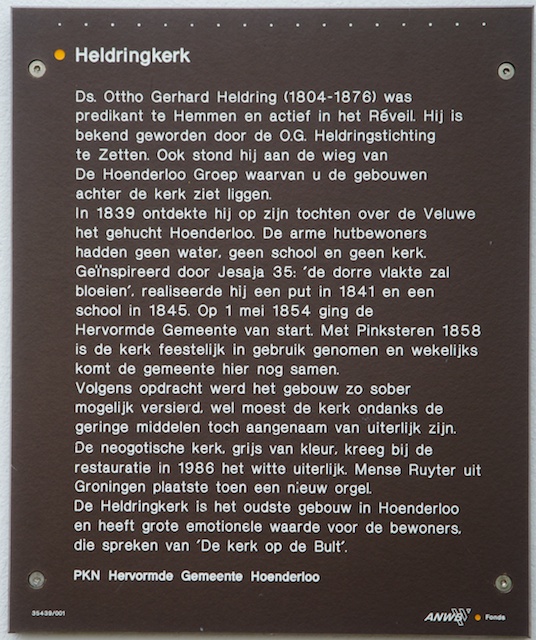 Heldringkerk
Ds. Ottho Gerhard Heldring (1804-1876) was
predikant te Hemmen en actief in het Réveil. Hij is
bekend geworden door de O.G. Heldringstichting
te Zetten. Ook stond hij aan de wieg van
De Hoenderloo Groep waarvan u de gebouwen
achter de kerk ziet liggen.
In 1839 ontdekte hij op zijn tochten over de Veluwe
het gehucht Hoenderloo. De arme hutbewoners
hadden geen water, geen school en geen kerk.
Geïnspireerd door Jesaja 35: 'de dorre vlakte zal
bloeien', realiseerde hij een put in 1841 en een
school in 1845. Op 1 mei 1854 ging de
Hervormde Gemeente van start. Met Pinksteren 1858
is de kerk feestelijk in gebruik genomen en wekelijks
komt de gemeente hier nog samen.
Volgens opdracht werd het gebouw zo sober
mogelijk versierd, wel moest de kerk ondanks de
geringe middelen toch aangenaam van uiterlijk zijn.
De neogotische kerk, grijs van kleur, kreeg bij de
restauratie in 1986 het witte uiterlijk. Mense Ruyter uit
Groningen plaatste toen een nieuw orgel.
De Heldringkerk is het oudste gebouw in Hoenderloo
en heeft grote emotionele waarde voor de bewoners,
die spreken van 'De kerk op de Bult'.
PKN Hervormde Gemeente Hoenderloo
35439/001
ANWB Fonds